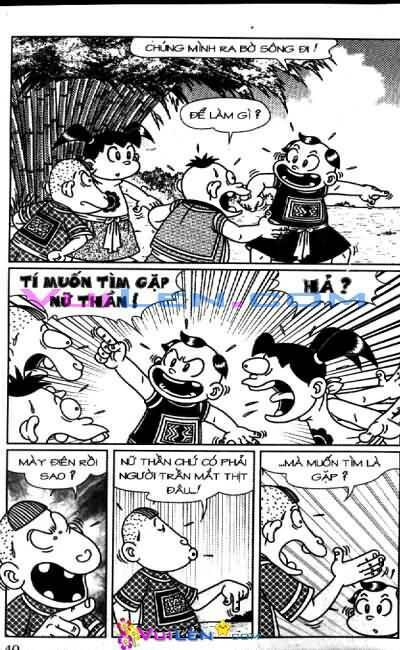 CHÚNG MÌNH RA BỜ SÔNG ĐI!
ĐỂ LÀM GÌ?
TÍ MUỐN TÌM GẶP
NỮ THẦN!
HẢ?
VUILEN.COM
MÀY ĐIÊN RỒI
SAO?
NỮ THẦN CHỨ CÓ PHẢI
NGƯỜI TRẦN MẮT THỊT
ĐÂU...!
...MÀ MUỐN TÌM LÀ
GẶP?
VUILEN
40